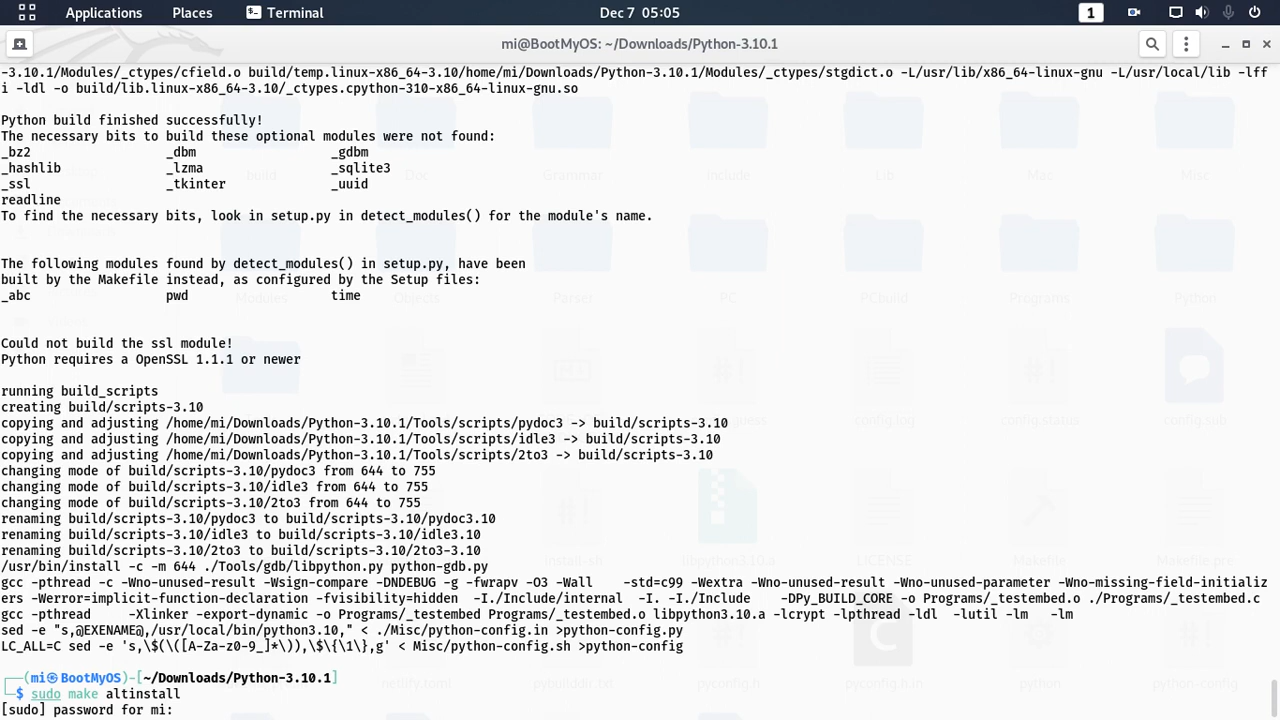 Applications Places Terminal Dec 7 05:05 1
mi@BootMyOS: ~/Downloads/Python-3.10.1
-3.10.1/Modules/_ctypes/cfield.o build/temp.linux-x86_64-3.10/home/mi/Downloads/Python-3.10.1/Modules/_ctypes/stgdict.o -L/usr/lib/x86_64-linux-gnu -L/usr/local/lib -lff
i -ldl -o build/lib.linux-x86_64-3.10/_ctypes.cpython-310-x86_64-linux-gnu.so
Python build finished successfully!
The necessary bits to build these optional modules were not found:
_bz2 _dbm _gdbm
_hashlib _lzma _sqlite3
_ssl _tkinter _uuid
readline
To find the necessary bits, look in setup.py in detect_modules() for the module's name.
The following modules found by detect_modules() in setup.py, have been
built by the Makefile instead, as configured by the Setup files:
_abc pwd time
Could not build the ssl module!
Python requires a OpenSSL 1.1.1 or newer
running build_scripts
creating build/scripts-3.10
copying and adjusting /home/mi/Downloads/Python-3.10.1/Tools/scripts/pydoc3 -> build/scripts-3.10
copying and adjusting /home/mi/Downloads/Python-3.10.1/Tools/scripts/idle3 -> build/scripts-3.10
copying and adjusting /home/mi/Downloads/Python-3.10.1/Tools/scripts/2to3 -> build/scripts-3.10
changing mode of build/scripts-3.10/pydoc3 from 644 to 755
changing mode of build/scripts-3.10/idle3 from 644 to 755
changing mode of build/scripts-3.10/2to3 from 644 to 755
renaming build/scripts-3.10/pydoc3 to build/scripts-3.10/pydoc3.10
renaming build/scripts-3.10/idle3 to build/scripts-3.10/idle3.10
renaming build/scripts-3.10/2to3 to build/scripts-3.10/2to3-3.10
/usr/bin/install -c -m 644 ./Tools/gdb/libpython.py python-gdb.py
gcc -pthread -c -Wno-unused-result -Wsign-compare -DNDEBUG -g -fwrapv -O3 -Wall -std=c99 -Wextra -Wno-unused-result -Wno-unused-parameter -Wno-missing-field-initializ
ers -Werror=implicit-function-declaration -fvisibility=hidden -I./Include/internal -I. -I./Include -DPy_BUILD_CORE -o Programs/_testembed.o ./Programs/_testembed.c
gcc -pthread -Xlinker -export-dynamic -o Programs/_testembed Programs/_testembed.o libpython3.10.a -lcrypt -lpthread -ldl -lutil -lm -lm
sed -e "s,@EXENAME@,/usr/local/bin/python3.10," < ./Misc/python-config.in >python-config.py
LC_ALL=C sed -e 's,\$(\([A-Za-z0-9_]*\)),\$\{\1\},g' < Misc/python-config.sh >python-config
┌──(mi㉿BootMyOS)-[~/Downloads/Python-3.10.1]
└─$ sudo make altinstall
[sudo] password for mi: